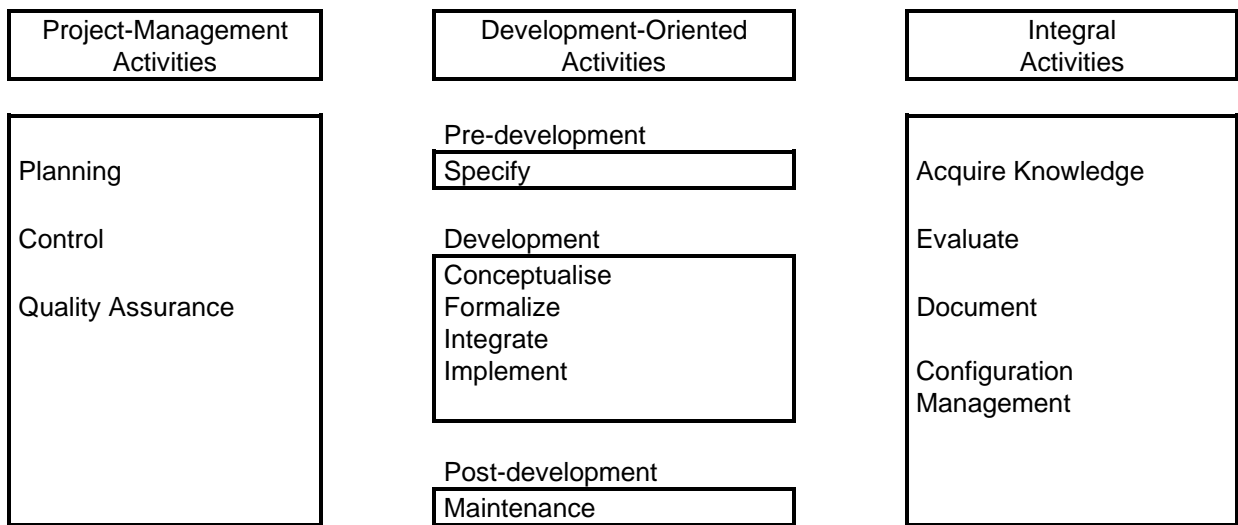 Project-Management
Activities
Planning
Control
Quality Assurance
Development-Oriented
Activities
Pre-development
Specify
Development
Conceptualise
Formalize
Integrate
Implement
Post-development
Maintenance
Integral
Activities
Acquire Knowledge
Evaluate
Document
Configuration
Management